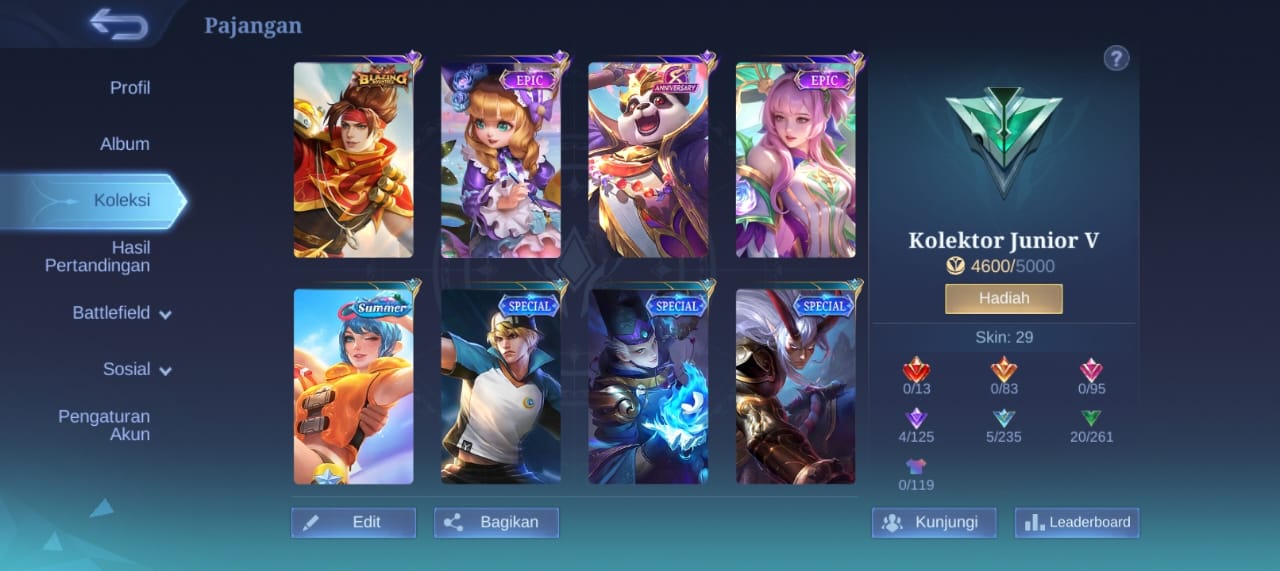 Pajangan
Profil
Album
Koleksi
Hasil
Pertandingan
Battlefield
Sosial
Pengaturan
Akun
BLAZING
EPIC
ANNIVERSARY
EPIC
Summer
SPECIAL
SPECIAL
SPECIAL
Edit
Bagikan
?
Kolektor Junior V
4600/5000
Hadiah
Skin: 29
0/13 0/83 0/95
4/125 5/235 20/261
0/119
Kunjungi
Leaderboard